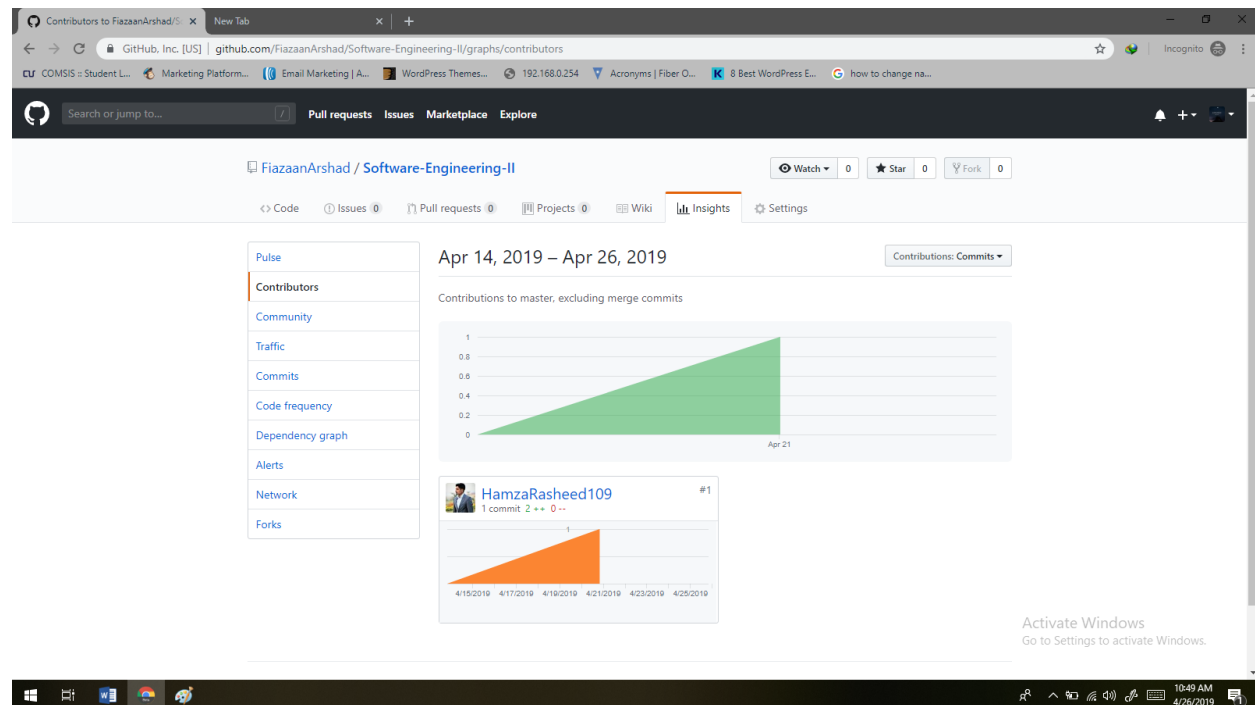 Contributors to FiazaanArshad/So
New Tab
GitHub, Inc. [US] | github.com/FiazaanArshad/Software-Engineering-II/graphs/contributors
Incognito
CU COMSIS :: Student L...
Marketing Platform...
Email Marketing | A...
WordPress Themes...
192.168.0.254
Acronyms | Fiber O...
K 8 Best WordPress E...
G how to change na...
Search or jump to... /
Pull requests Issues Marketplace Explore
FiazaanArshad / Software-Engineering-II
Watch 0 Star 0 Fork 0
<> Code Issues 0 Pull requests 0 Projects 0 Wiki Insights Settings
Pulse
Contributors
Community
Traffic
Commits
Code frequency
Dependency graph
Alerts
Network
Forks
Apr 14, 2019 – Apr 26, 2019
Contributions: Commits
Contributions to master, excluding merge commits
1
0.8
0.6
0.4
0.2
0
Apr 21
HamzaRasheed109 #1
1 commit 2 ++ 0 --
1
4/15/2019 4/17/2019 4/19/2019 4/21/2019 4/23/2019 4/25/2019
Activate Windows
Go to Settings to activate Windows.
10:49 AM
4/26/2019
1